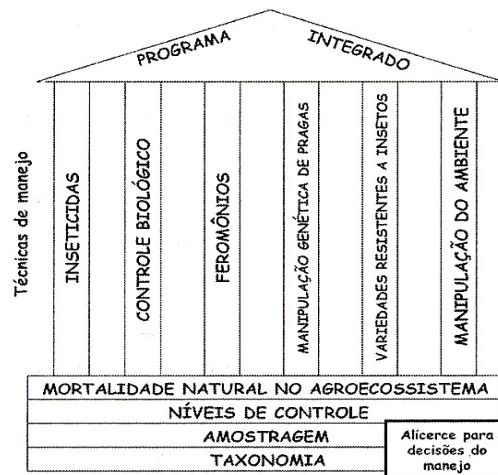 PROGRAMA INTEGRADO
Técnicas de manejo
INSETICIDAS
CONTROLE BIOLÓGICO
FEROMÔNIOS
MANIPULAÇÃO GENÉTICA DE PRAGAS
VARIEDADES RESISTENTES A INSETOS
MANIPULAÇÃO DO AMBIENTE
MORTALIDADE NATURAL NO AGROECOSSISTEMA
NÍVEIS DE CONTROLE
AMOSTRAGEM
TAXONOMIA
Alicerce para
decisões do
manejo